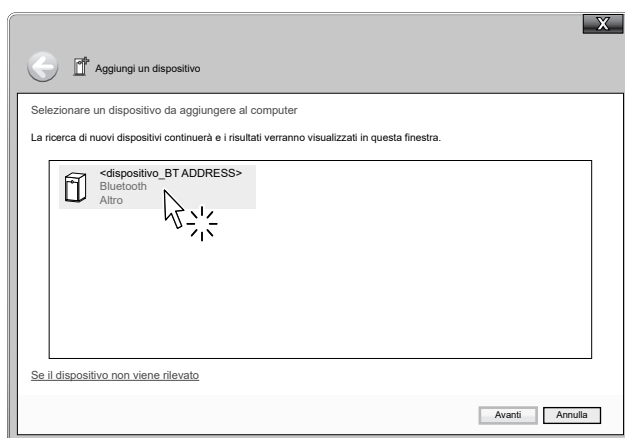 X
Aggiungi un dispositivo
Selezionare un dispositivo da aggiungere al computer
La ricerca di nuovi dispositivi continuerà e i risultati verranno visualizzati in questa finestra.
<dispositivo_BT ADDRESS>
Bluetooth
Altro
Se il dispositivo non viene rilevato
Avanti Annulla